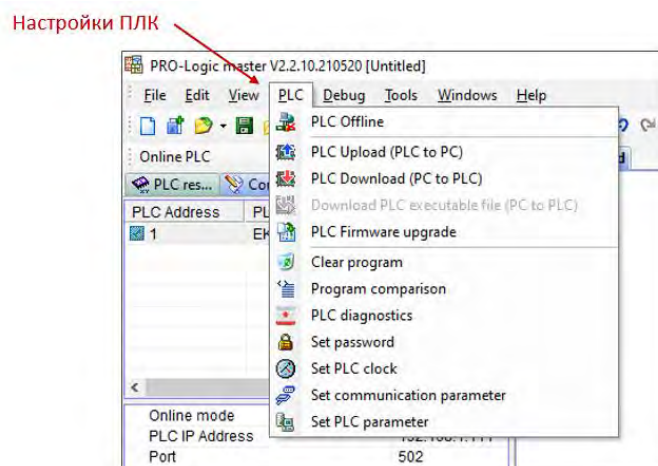 Настройки ПЛК
PRO-Logic master V2.2.10.210520 [Untitled]
File Edit View PLC Debug Tools Windows Help
PLC Offline
Online PLC
PLC Upload (PLC to PC)
PLC res...
PLC Download (PC to PLC)
PLC Address
Download PLC executable file (PC to PLC)
1
PLC Firmware upgrade
Clear program
Program comparison
PLC diagnostics
Set password
Set PLC clock
Set communication parameter
Online mode
Set PLC parameter
PLC IP Address
Port 502